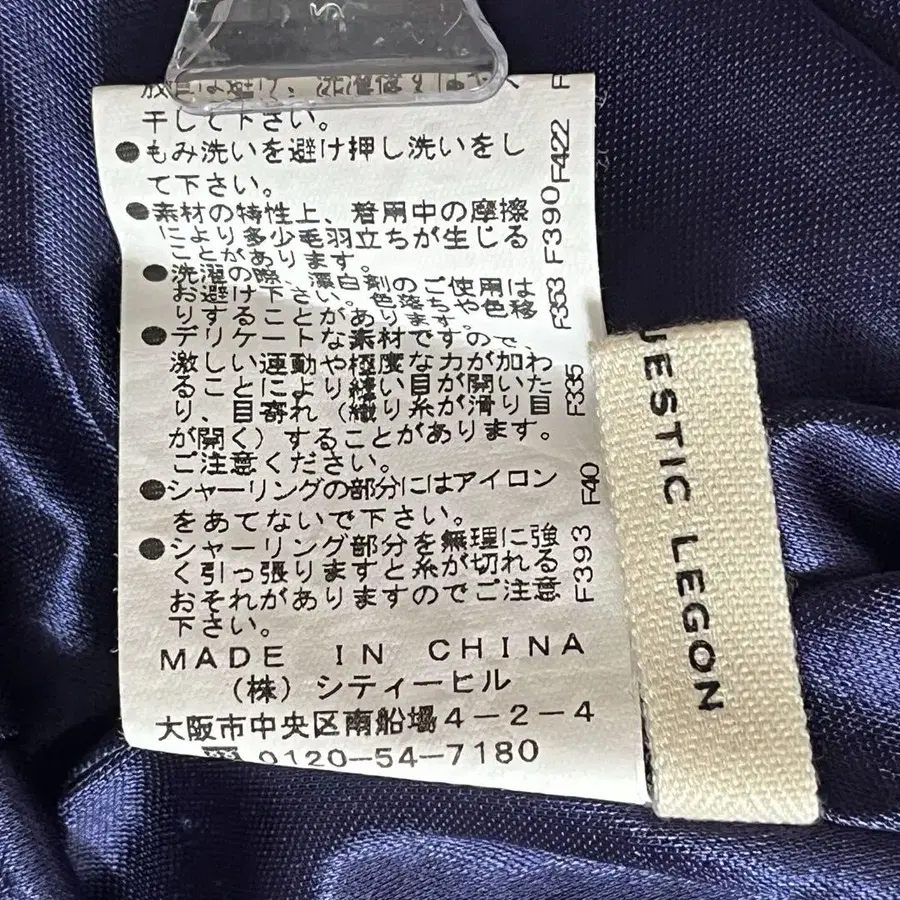 干して下さい。
●もみ洗いを避け押し洗いをし
て下さい。
F422
●素材の特性上、着用中の摩擦
により多少毛羽立ちが生じる
ことがあります。
F390
●洗濯の際、漂白剤のご使用は
お避け下さい。色落ちや色移
りすることがあります。
F353
●デリケートな素材ですので、
激しい運動や極度な力が加わ
ることにより縫い目が開いた
り、目寄れ（織り糸が滑り目
が開く）することがあります。
ご注意ください。
F335
●シャーリングの部分にはアイロン
をあてないで下さい。
F40
●シャーリング部分を無理に強
く引っ張りますと糸が切れる
おそれがありますのでご注意
下さい。
F393
MADE IN CHINA
（株）シティーヒル
大阪市中央区南船場4－2－4
0120－54－7180
UESTIC LEGON